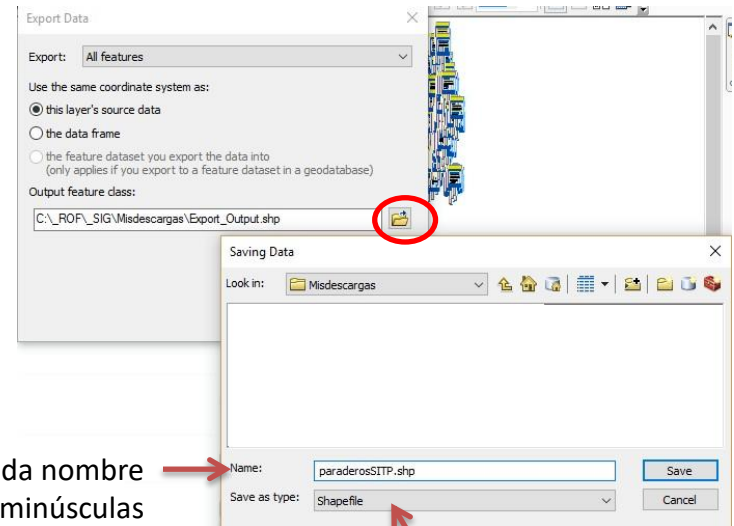 Export Data
Export: All features
Use the same coordinate system as:
this layer's source data
the data frame
the feature dataset you export the data into
(only applies if you export to a feature dataset in a geodatabase)
Output feature class:
C:\_ROF\_SIG\Misdescargas\Export_Output.shp
Saving Data
Look in: Misdescargas
da nombre
minúsculas
Name: paraderosSITP.shp
Save
Save as type: Shapefile
Cancel